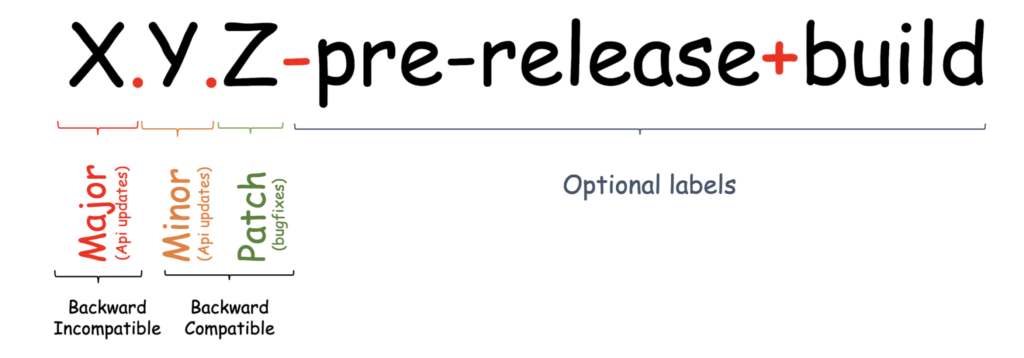 X.Y.Z-pre-release+build
Major
(Api updates)
Minor
(Api updates)
Patch
(bugfixes)
Optional labels
Backward
Incompatible
Backward
Compatible